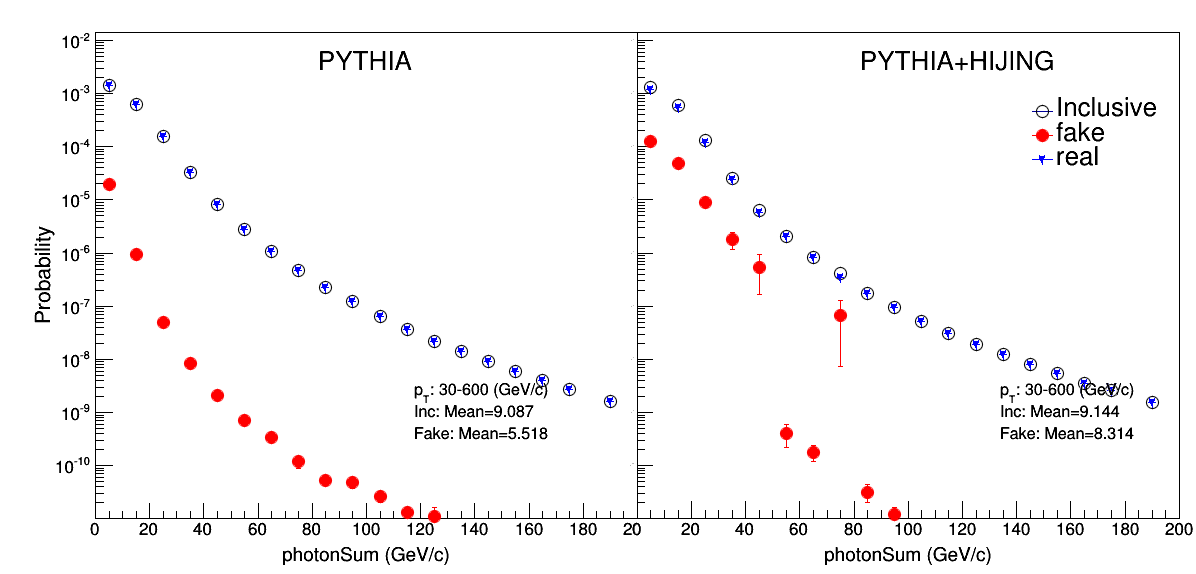 PYTHIA
PYTHIA+HIJING
Inclusive
fake
real
Probability
10-2
10-3
10-4
10-5
10-6
10-7
10-8
10-9
10-10
pT: 30-600 (GeV/c)
Inc: Mean=9.087
Fake: Mean=5.518
pT: 30-600 (GeV/c)
Inc: Mean=9.144
Fake: Mean=8.314
0 20 40 60 80 100 120 140 160 180 20
20 40 60 80 100 120 140 160 180 200
photonSum (GeV/c)
photonSum (GeV/c)